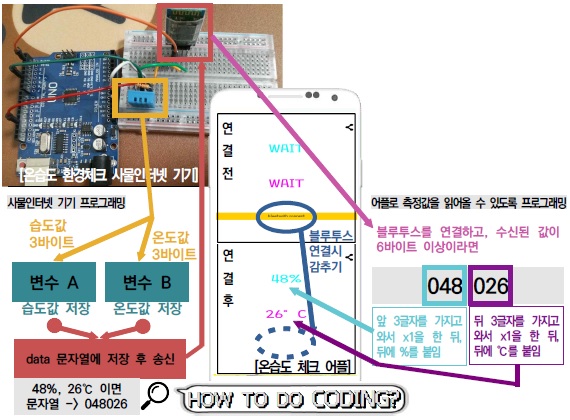 UNO
[온습도 환경체크 사물인터넷 기기]
사물인터넷 기기 프로그래밍
습도값
3바이트
온도값
3바이트
변수 A
변수 B
습도값 저장
온도값 저장
data 문자열에 저장 후 송신
48%, 26℃ 이면
문자열 -> 048026
연결전
WAIT
WAIT
블루투스
연결시
감추기
연결후
48%
26° C
[온습도 체크 어플]
어플로 측정값을 읽어올 수 있도록 프로그래밍
블루투스를 연결하고, 수신된 값이
6바이트 이상이라면
048 026
앞 3글자를 가지고
와서 x1을 한 뒤,
뒤에 %를 붙임
뒤 3글자를 가지고
와서 x1을 한 뒤,
뒤에 ℃를 붙임
HOW TO DO CODING?